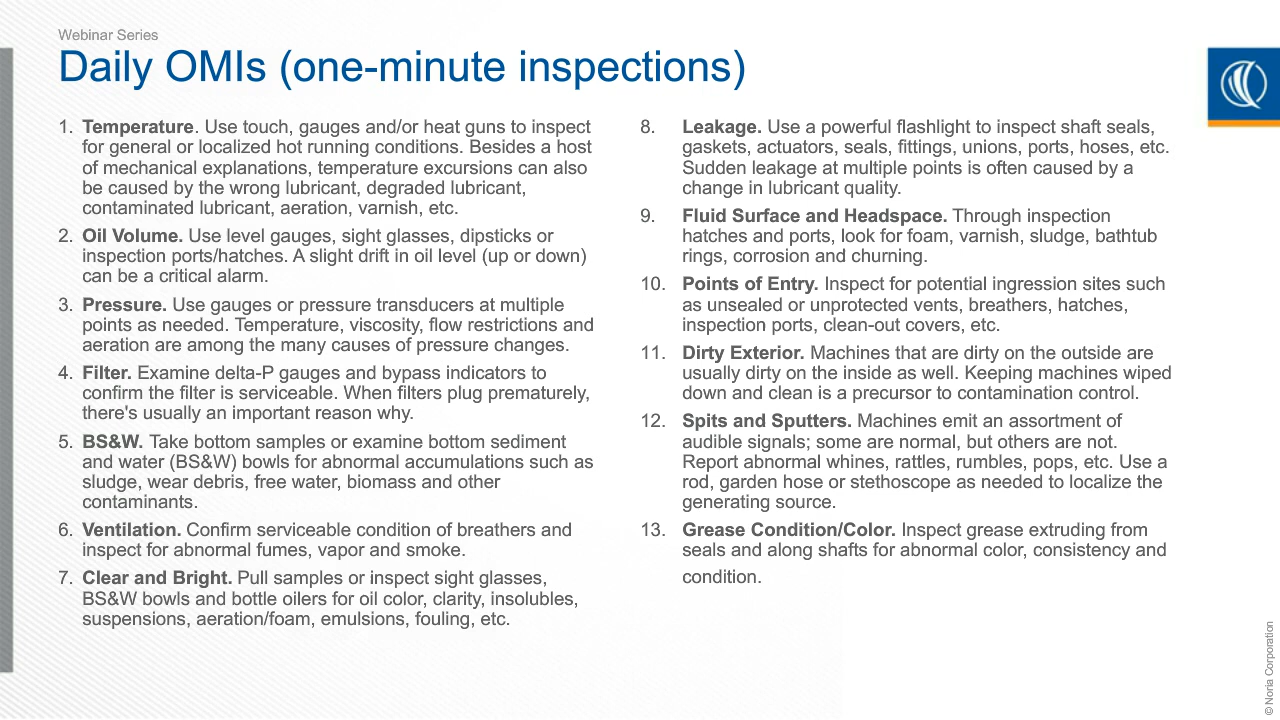 Webinar Series
Daily OMIs (one-minute inspections)
1. Temperature. Use touch, gauges and/or heat guns to inspect
for general or localized hot running conditions. Besides a host
of mechanical explanations, temperature excursions can also
be caused by the wrong lubricant, degraded lubricant,
contaminated lubricant, aeration, varnish, etc.
2. Oil Volume. Use level gauges, sight glasses, dipsticks or
inspection ports/hatches. A slight drift in oil level (up or down)
can be a critical alarm.
3. Pressure. Use gauges or pressure transducers at multiple
points as needed. Temperature, viscosity, flow restrictions and
aeration are among the many causes of pressure changes.
4. Filter. Examine delta-P gauges and bypass indicators to
confirm the filter is serviceable. When filters plug prematurely,
there's usually an important reason why.
5. BS&W. Take bottom samples or examine bottom sediment
and water (BS&W) bowls for abnormal accumulations such as
sludge, wear debris, free water, biomass and other
contaminants.
6. Ventilation. Confirm serviceable condition of breathers and
inspect for abnormal fumes, vapor and smoke.
7. Clear and Bright. Pull samples or inspect sight glasses,
BS&W bowls and bottle oilers for oil color, clarity, insolubles,
suspensions, aeration/foam, emulsions, fouling, etc.
8. Leakage. Use a powerful flashlight to inspect shaft seals,
gaskets, actuators, seals, fittings, unions, ports, hoses, etc.
Sudden leakage at multiple points is often caused by a
change in lubricant quality.
9. Fluid Surface and Headspace. Through inspection
hatches and ports, look for foam, varnish, sludge, bathtub
rings, corrosion and churning.
10. Points of Entry. Inspect for potential ingression sites such
as unsealed or unprotected vents, breathers, hatches,
inspection ports, clean-out covers, etc.
11. Dirty Exterior. Machines that are dirty on the outside are
usually dirty on the inside as well. Keeping machines wiped
down and clean is a precursor to contamination control.
12. Spits and Sputters. Machines emit an assortment of
audible signals; some are normal, but others are not.
Report abnormal whines, rattles, rumbles, pops, etc. Use a
rod, garden hose or stethoscope as needed to localize the
generating source.
13. Grease Condition/Color. Inspect grease extruding from
seals and along shafts for abnormal color, consistency and
condition.
© Noria Corporation